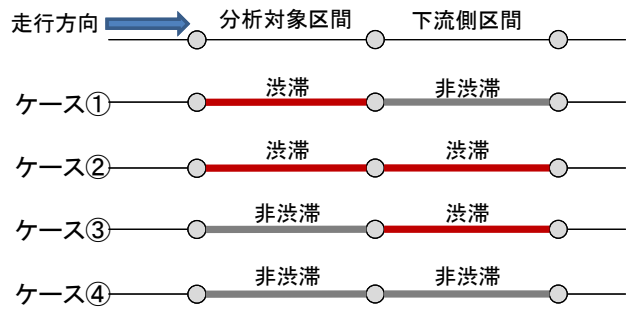 走行方向 分析対象区間 下流側区間
渋滞 非渋滞
ケース①
渋滞 渋滞
ケース②
非渋滞 渋滞
ケース③
非渋滞 非渋滞
ケース④